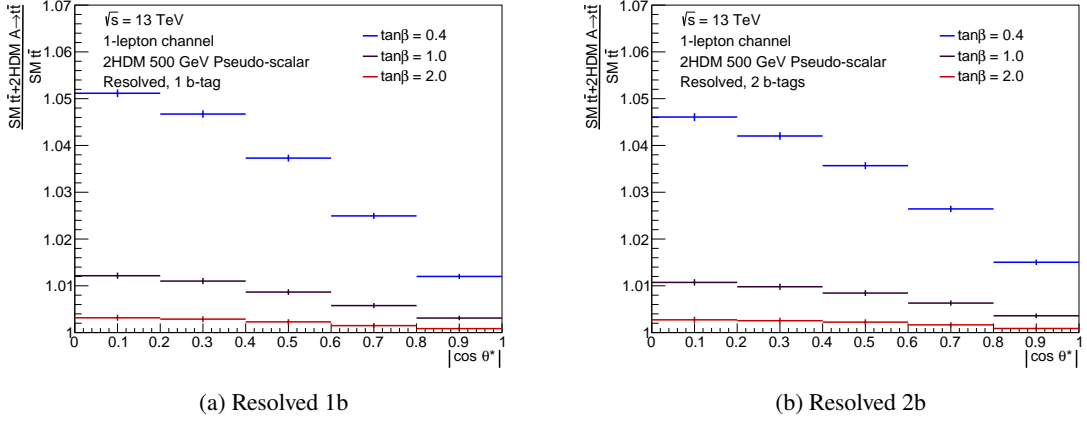 SM tt̄+2HDM A→tt̄
SM tt̄
1.07
1.06
1.05
1.04
1.03
1.02
1.01
1
√s = 13 TeV
1-lepton channel
2HDM 500 GeV Pseudo-scalar
Resolved, 1 b-tag
tanβ = 0.4
tanβ = 1.0
tanβ = 2.0
0 0.1 0.2 0.3 0.4 0.5 0.6 0.7 0.8 0.9 1
|cos θ*|
(a) Resolved 1b
SM tt̄+2HDM A→tt̄
SM tt̄
1.07
1.06
1.05
1.04
1.03
1.02
1.01
1
√s = 13 TeV
1-lepton channel
2HDM 500 GeV Pseudo-scalar
Resolved, 2 b-tags
tanβ = 0.4
tanβ = 1.0
tanβ = 2.0
0 0.1 0.2 0.3 0.4 0.5 0.6 0.7 0.8 0.9 1
|cos θ*|
(b) Resolved 2b